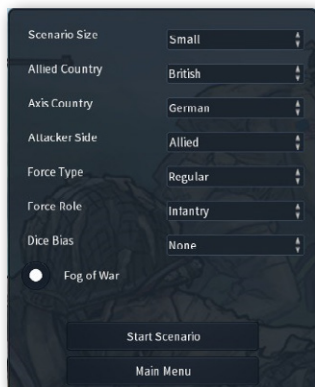 Scenario Size Small
Allied Country British
Axis Country German
Attacker Side Allied
Force Type Regular
Force Role Infantry
Dice Bias None
Fog of War
Start Scenario
Main Menu